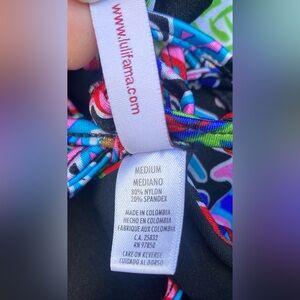 www.lulifama.com
MEDIUM
MEDIANO
80% NYLON
20% SPANDEX
MADE IN COLOMBIA
HECHO EN COLOMBIA
FABRIQUE AUX COLOMBIA
C.A. 25832
RN 97850
CARE ON REVERSE
CUIDADO AL DORSO